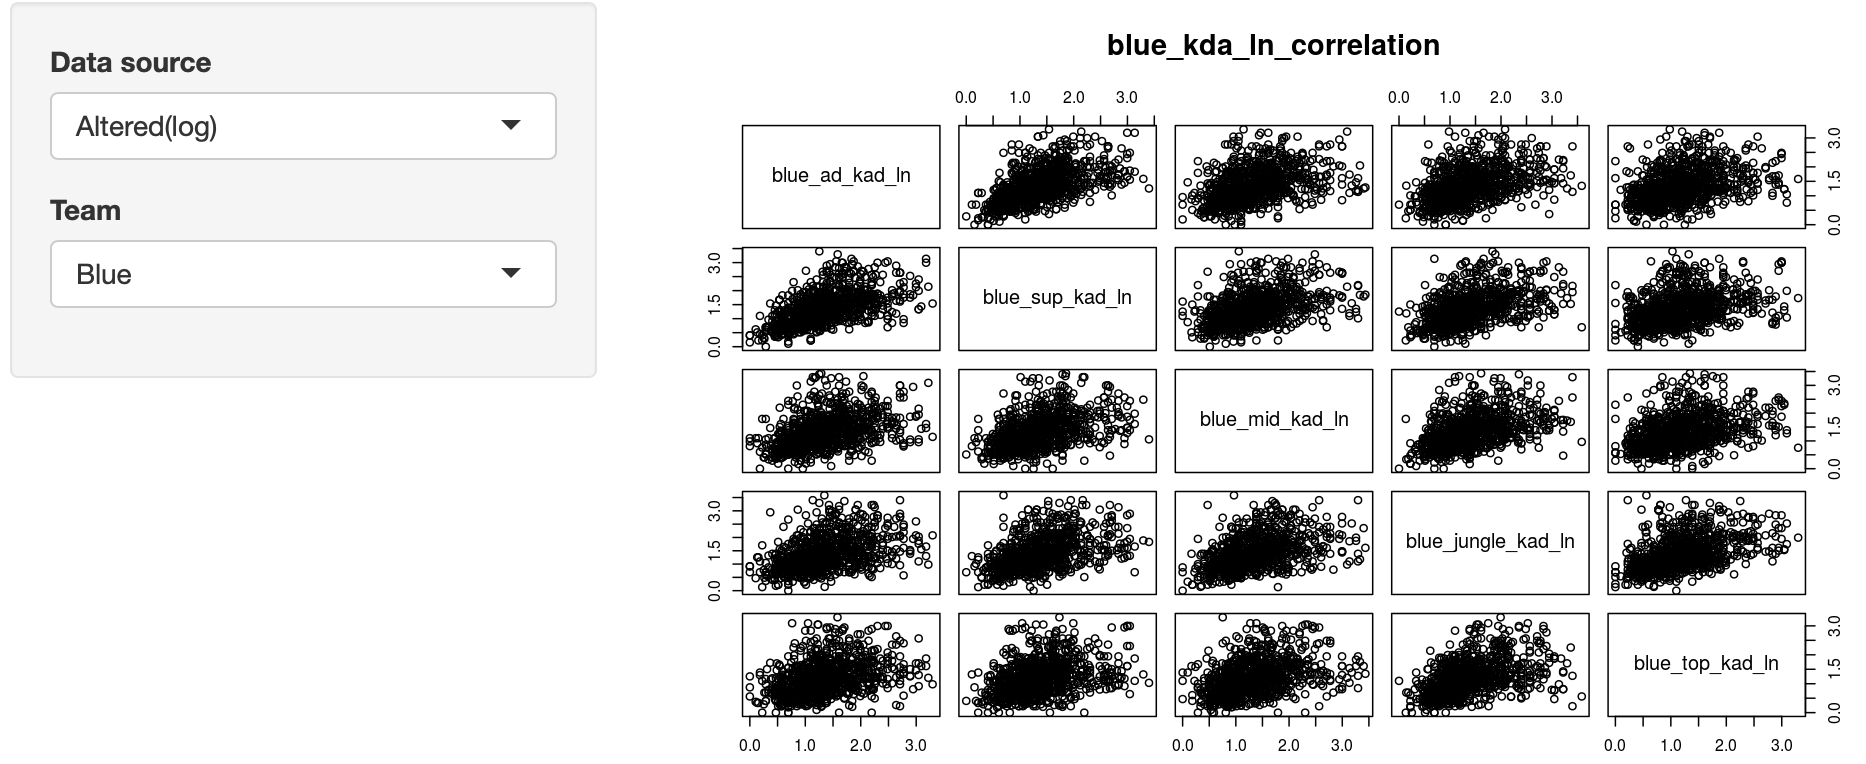 Data source
Altered(log)
Team
Blue
blue_kda_ln_correlation
0.0 1.0 2.0 3.0
0.0 1.0 2.0 3.0
blue_ad_kad_ln
0.0 1.5 3.0
blue_sup_kad_ln
0.0 1.5 3.0
blue_mid_kad_ln
0.0 1.5 3.0
blue_jungle_kad_ln
0.0 1.5 3.0
blue_top_kad_ln
0.0 1.5 3.0
0.0 1.0 2.0 3.0
0.0 1.0 2.0 3.0
0.0 1.0 2.0 3.0